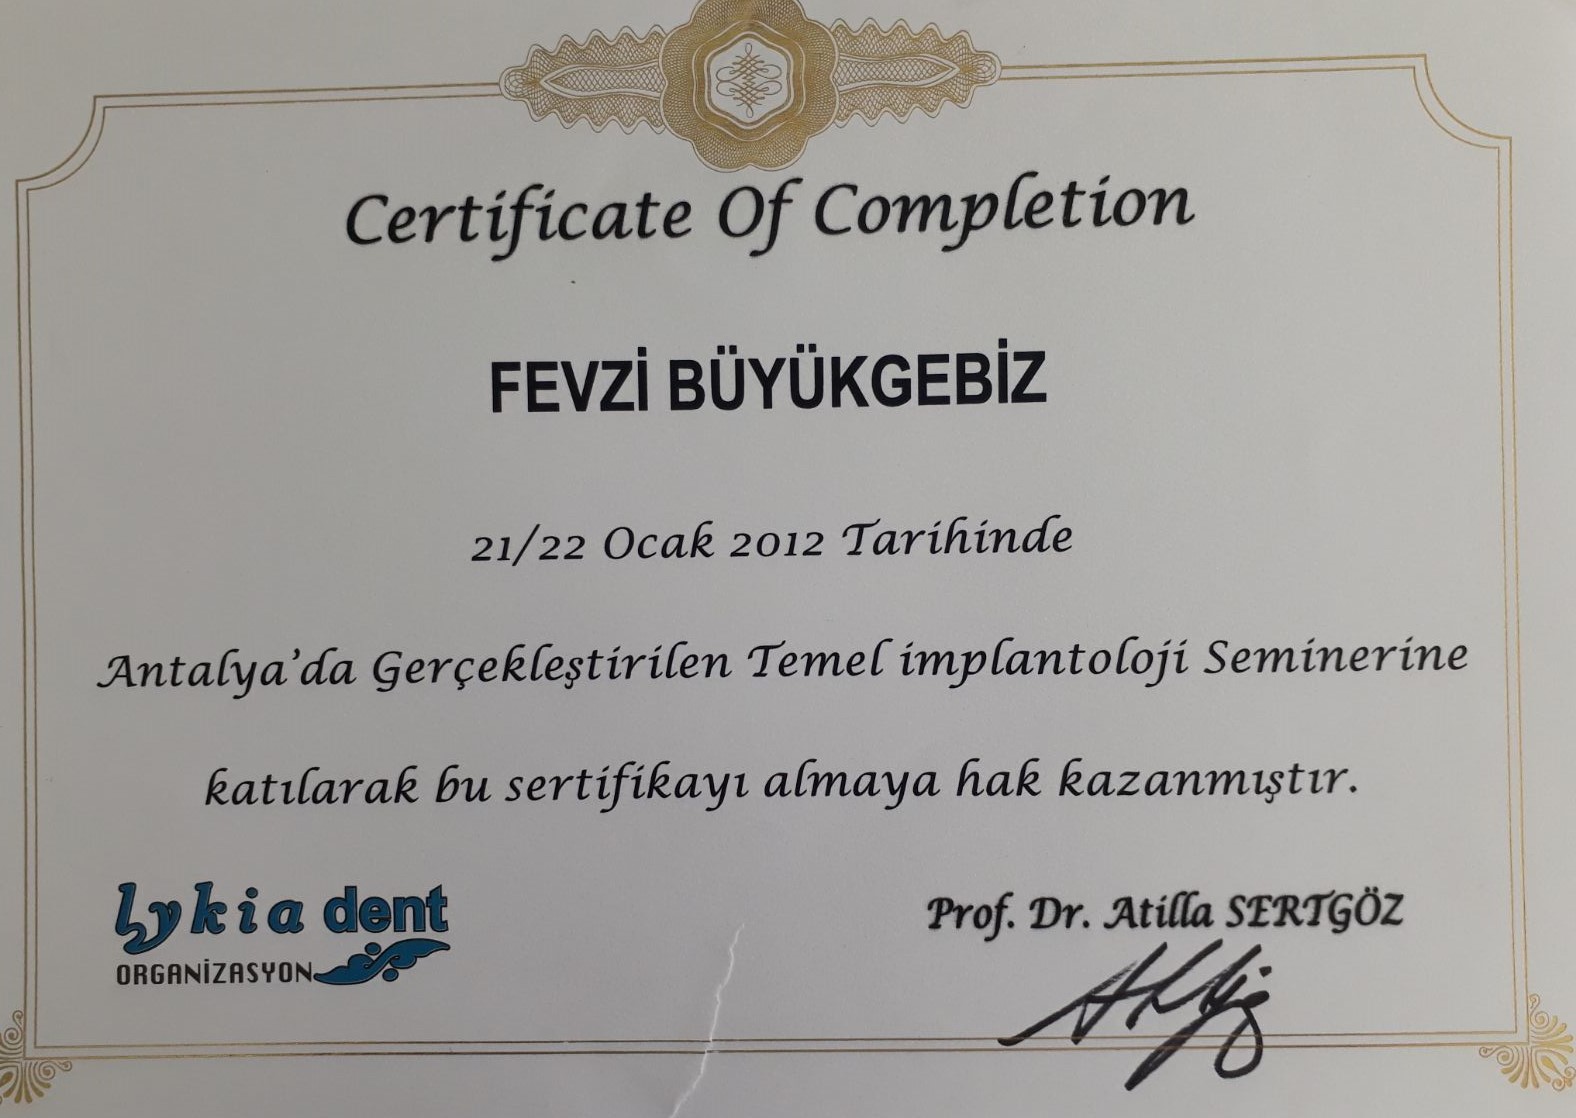 Certificate Of Completion
FEVZİ BÜYÜKGEBİZ
21/22 Ocak 2012 Tarihinde
Antalya'da Gerçekleştirilen Temel implantoloji Seminerine
katılarak bu sertifikayı almaya hak kazanmıştır.
lykia dent
ORGANİZASYON
Prof. Dr. Atilla SERTGÖZ